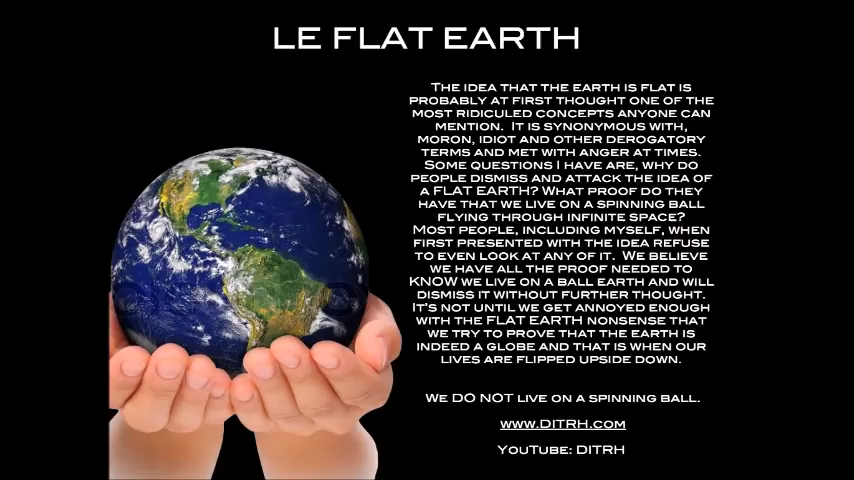 LE FLAT EARTH
THE IDEA THAT THE EARTH IS FLAT IS
PROBABLY AT FIRST THOUGHT ONE OF THE
MOST RIDICULED CONCEPTS ANYONE CAN
MENTION. IT IS SYNONYMOUS WITH,
MORON, IDIOT AND OTHER DEROGATORY
TERMS AND MET WITH ANGER AT TIMES.
SOME QUESTIONS I HAVE ARE, WHY DO
PEOPLE DISMISS AND ATTACK THE IDEA OF
A FLAT EARTH? WHAT PROOF DO THEY
HAVE THAT WE LIVE ON A SPINNING BALL
FLYING THROUGH INFINITE SPACE?
MOST PEOPLE, INCLUDING MYSELF, WHEN
FIRST PRESENTED WITH THE IDEA REFUSE
TO EVEN LOOK AT ANY OF IT. WE BELIEVE
WE HAVE ALL THE PROOF NEEDED TO
KNOW WE LIVE ON A BALL EARTH AND WILL
DISMISS IT WITHOUT FURTHER THOUGHT.
IT'S NOT UNTIL WE GET ANNOYED ENOUGH
WITH THE FLAT EARTH NONSENSE THAT
WE TRY TO PROVE THAT THE EARTH IS
INDEED A GLOBE AND THAT IS WHEN OUR
LIVES ARE FLIPPED UPSIDE DOWN.
WE DO NOT LIVE ON A SPINNING BALL.
WWW.DITRH.COM
YOUTUBE: DITRH